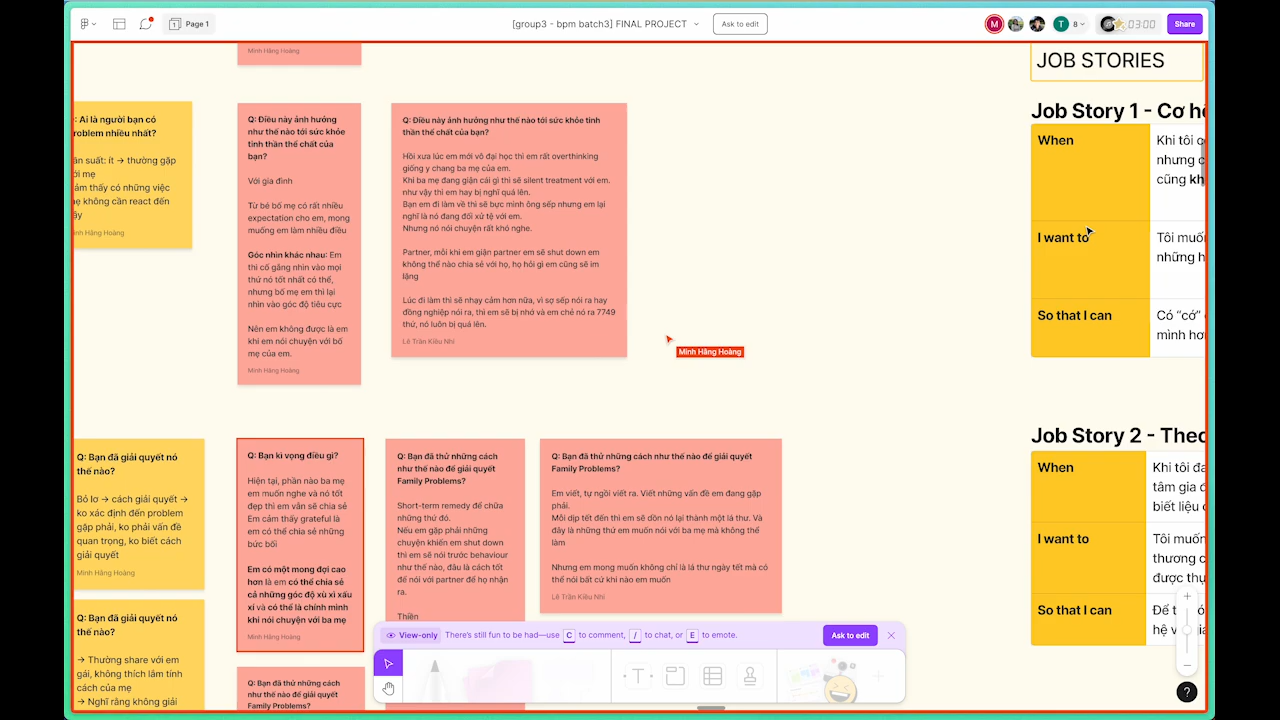 Page 1
[group3 - bpm batch3] FINAL PROJECT
Ask to edit
M
T
8
03:00
Share
Minh Hằng Hoàng
JOB STORIES
: Ai là người bạn có
roblem nhiều nhất?
ần suất: ít → thường gặp
ới mẹ
ảm thấy có những việc
ẹ không cần react đến
ậy
inh Hằng Hoàng
Q: Điều này ảnh hưởng
như thế nào tới sức khỏe
tinh thần thể chất của
bạn?
Với gia đình
Từ bé bố mẹ có rất nhiều
expectation cho em, mong
muống em làm nhiều điều
Góc nhìn khác nhau: Em
thì cố gắng nhìn vào mọi
thứ nó tốt nhất có thể,
nhưng bố mẹ em thì lại
nhìn vào góc độ tiêu cực
Nên em không được là em
khi em nói chuyện với bố
mẹ của em.
Minh Hằng Hoàng
Q: Điều này ảnh hưởng như thế nào tới sức khỏe tinh
thần thể chất của bạn?
Hồi xưa lúc em mới vô đại học thì em rất overthinking
giống y chang ba mẹ của em.
Khi ba mẹ đang giận cái gì thì sẽ silent treatment với em.
như vậy thì em hay bị nghĩ quá lên.
Bạn em đi làm về thì sẽ bực mình ông sếp nhưng em lại
nghĩ là nó đang đối xử tệ với em.
Nhưng nó nói chuyện rất khó nghe.
Partner, mỗi khi em giận partner em sẽ shut down em
không thể nào chia sẻ với họ, họ hỏi gì em cũng sẽ im
lặng
Lúc đi làm thì sẽ nhạy cảm hơn nữa, vì sợ sếp nói ra hay
đồng nghiệp nói ra, thì em sẽ bị nhớ và em chẻ nó ra 7749
thứ, nó luôn bị quá lên.
Lê Trần Kiều Nhi
Minh Hằng Hoàng
Job Story 1 - Cơ h
When
Khi tôi q
nhưng c
cũng kh
I want to
Tôi muốn
những h
So that I can
Có “cớ”
mình hơn
Q: Bạn đã giải quyết nó
thế nào?
Bỏ lơ → cách giải quyết →
ko xác định đến problem
gặp phải, ko phải vấn đề
quan trọng, ko biết cách
giải quyết
Minh Hằng Hoàng
Q: Bạn kì vọng điều gì?
Hiện tại, phần nào ba mẹ
em muốn nghe và nó tốt
đẹp thì em vẫn sẽ chia sẻ
Em cảm thấy grateful là
em có thể chia sẻ những
bức bối
Em có một mong đợi cao
hơn là em có thể chia sẻ
cả những góc độ xù xì xấu
xí và có thể là chính mình
khi nói chuyện với ba mẹ
Minh Hằng Hoàng
Q: Bạn đã thử những cách
như thế nào để giải quyết
Family Problems?
Short-term remedy để chữa
những thứ đó.
Nếu em gặp phải những
chuyện khiến em shut down
thì em sẽ nói trước behaviour
như thế nào, đâu là cách tốt
để nói với partner để họ nhận
ra.
Thiền
Q: Bạn đã thử những cách như thế nào để giải quyết
Family Problems?
Em viết, tự ngồi viết ra. Viết những vấn đề em đang gặp
phải.
Mỗi dịp tết đến thì em sẽ dồn nó lại thành một lá thư. Và
đây là những thứ em muốn nói với ba mẹ mà không thể
làm
Nhưng em mong muốn không chỉ là lá thư ngày tết mà có
thể nói bất cứ khi nào em muốn
Lê Trần Kiều Nhi
Job Story 2 - Theo
When
Khi tôi đa
tâm gia đ
biết liệu c
I want to
Tôi muốn
thương c
được thụ
So that I can
Để t
hệ v
Q: Bạn đã giải quyết nó
thế nào?
→ Thường share với em
gái, không thích lắm tính
cách của mẹ
→ Nghĩ rằng không giải
Q: Bạn đã thử những cách
như thế nào để giải quyết
Family Problems?
View-only There's still fun to be had—use C to comment, / to chat, or E to emote.
Ask to edit
T
?